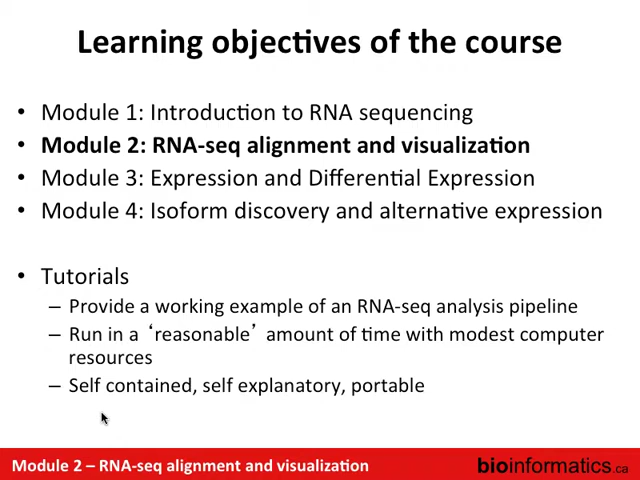 Learning objectives of the course
• Module 1: Introduction to RNA sequencing
• Module 2: RNA-seq alignment and visualization
• Module 3: Expression and Differential Expression
• Module 4: Isoform discovery and alternative expression
• Tutorials
– Provide a working example of an RNA-seq analysis pipeline
– Run in a ‘reasonable’ amount of time with modest computer
resources
– Self contained, self explanatory, portable
Module 2 – RNA-seq alignment and visualization
bioinformatics.ca